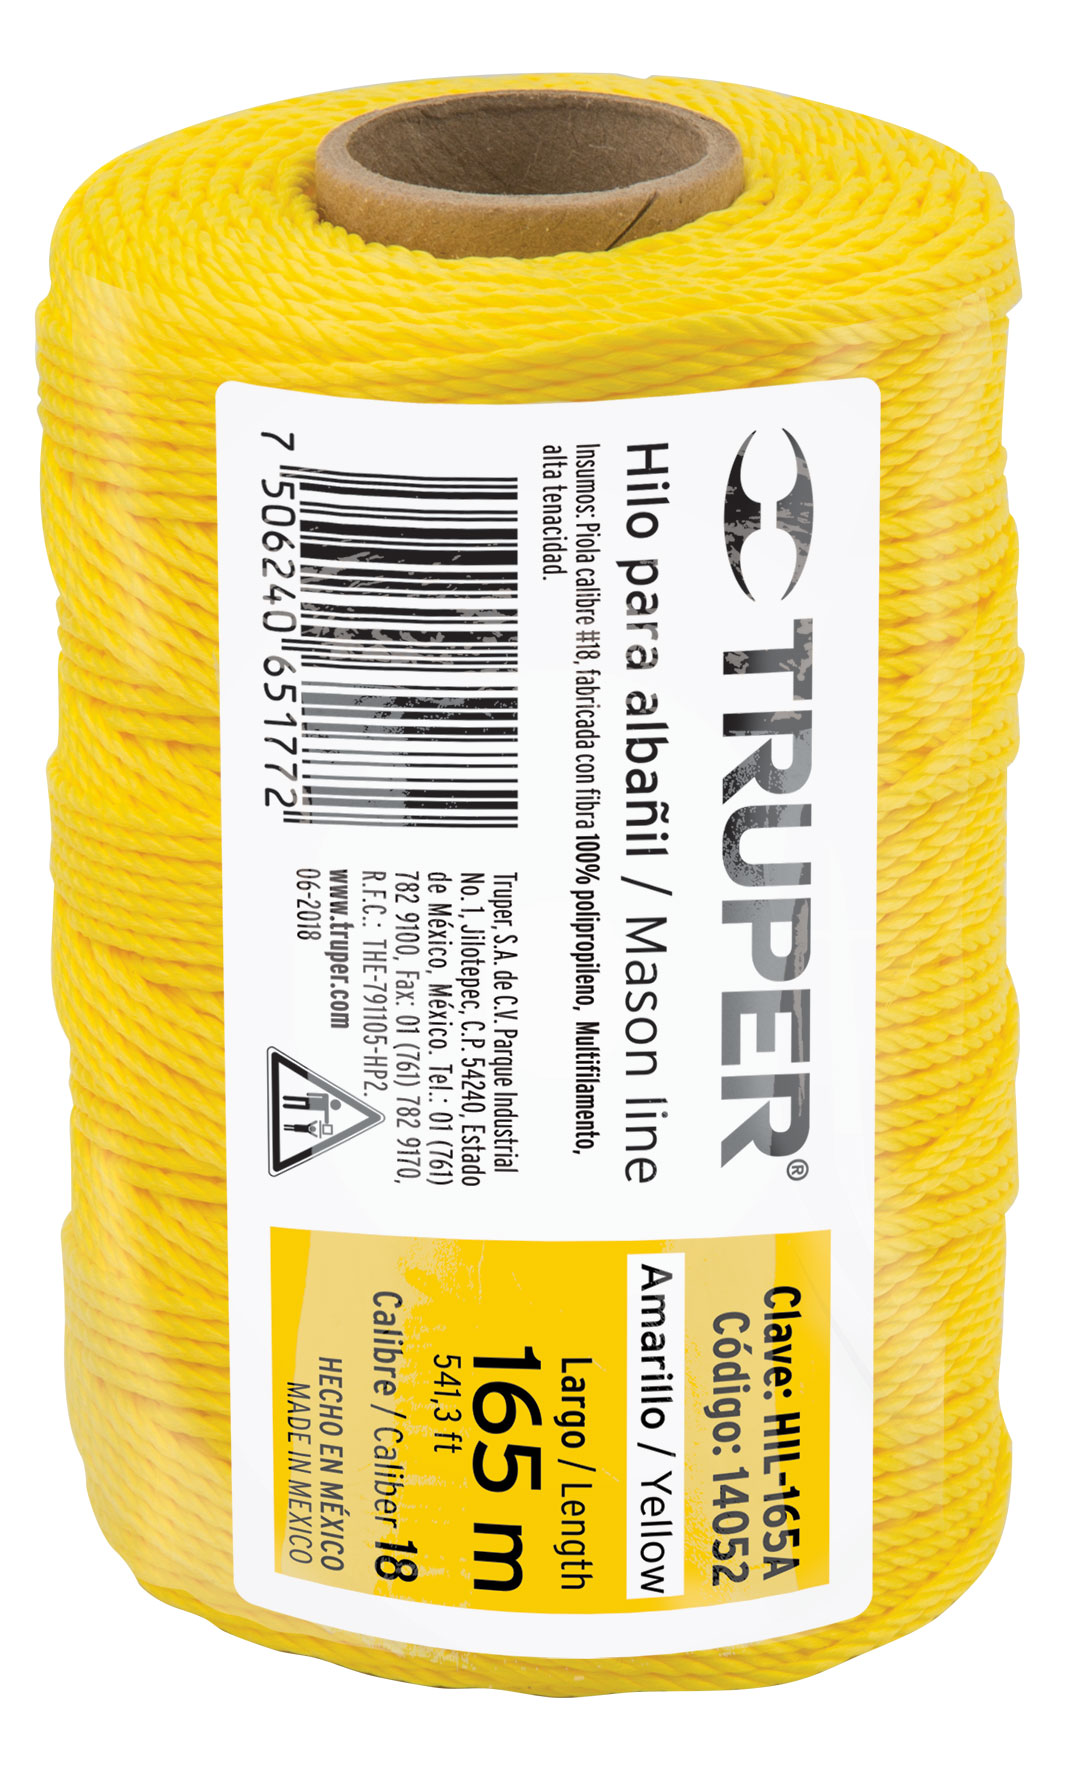 TRUPER®
Hilo para albañil / Mason line
Insumos: Piola calibre #18, fabricada con fibra 100% polipropileno, Multifilamento,
alta tenacidad.
7 506240 651772
Truper, S.A. de C.V. Parque Industrial
No. 1, Jilotepec, C.P. 54240, Estado
de México, México. Tel.: 01 (761)
782 9100, Fax: 01 (761) 782 9170,
R.F.C.: THE-791105-HP2.
www.truper.com
06-2018
Clave: HIL-165A
Código: 14052
Amarillo / Yellow
Largo / Length
165 m
541,3 ft
Calibre / Caliber 18
HECHO EN MÉXICO
MADE IN MEXICO